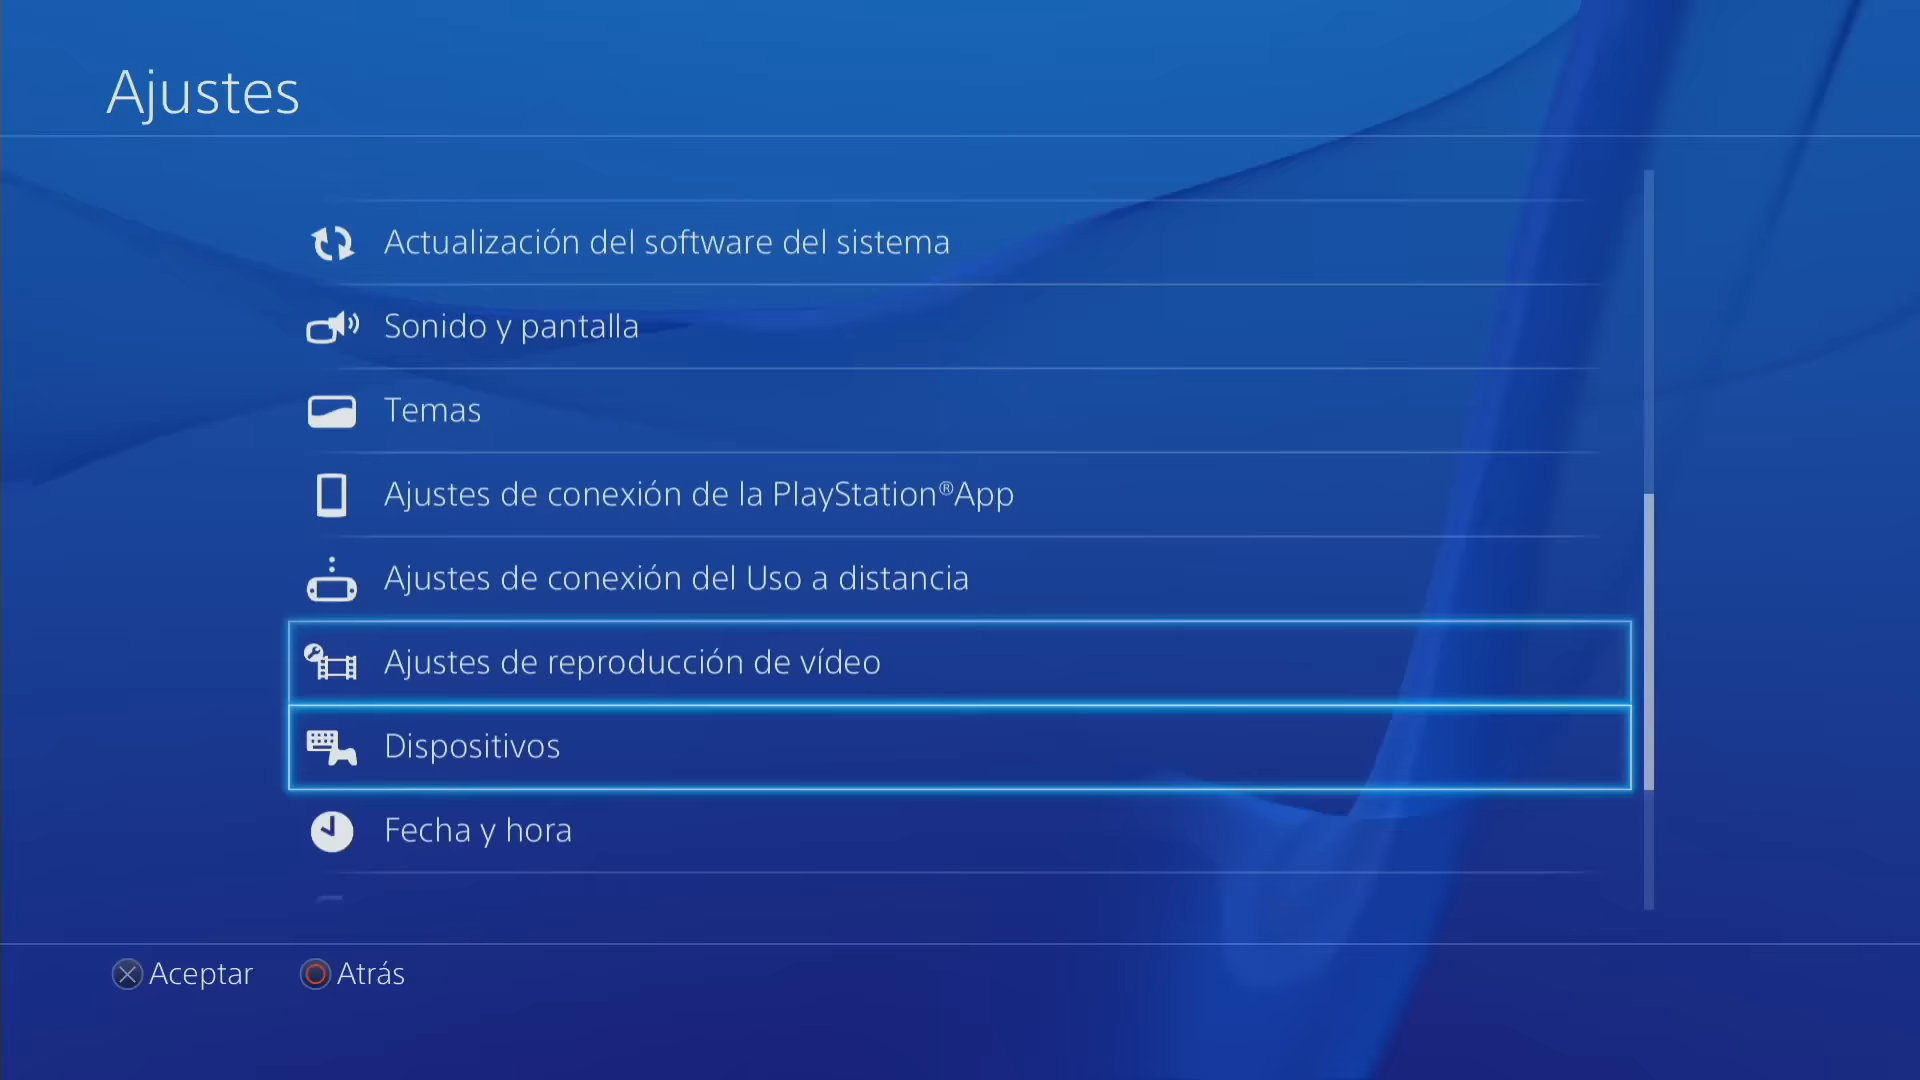 Ajustes
Actualización del software del sistema
Sonido y pantalla
Temas
Ajustes de conexión de la PlayStation®App
Ajustes de conexión del Uso a distancia
Ajustes de reproducción de vídeo
Dispositivos
Fecha y hora
Aceptar Atrás